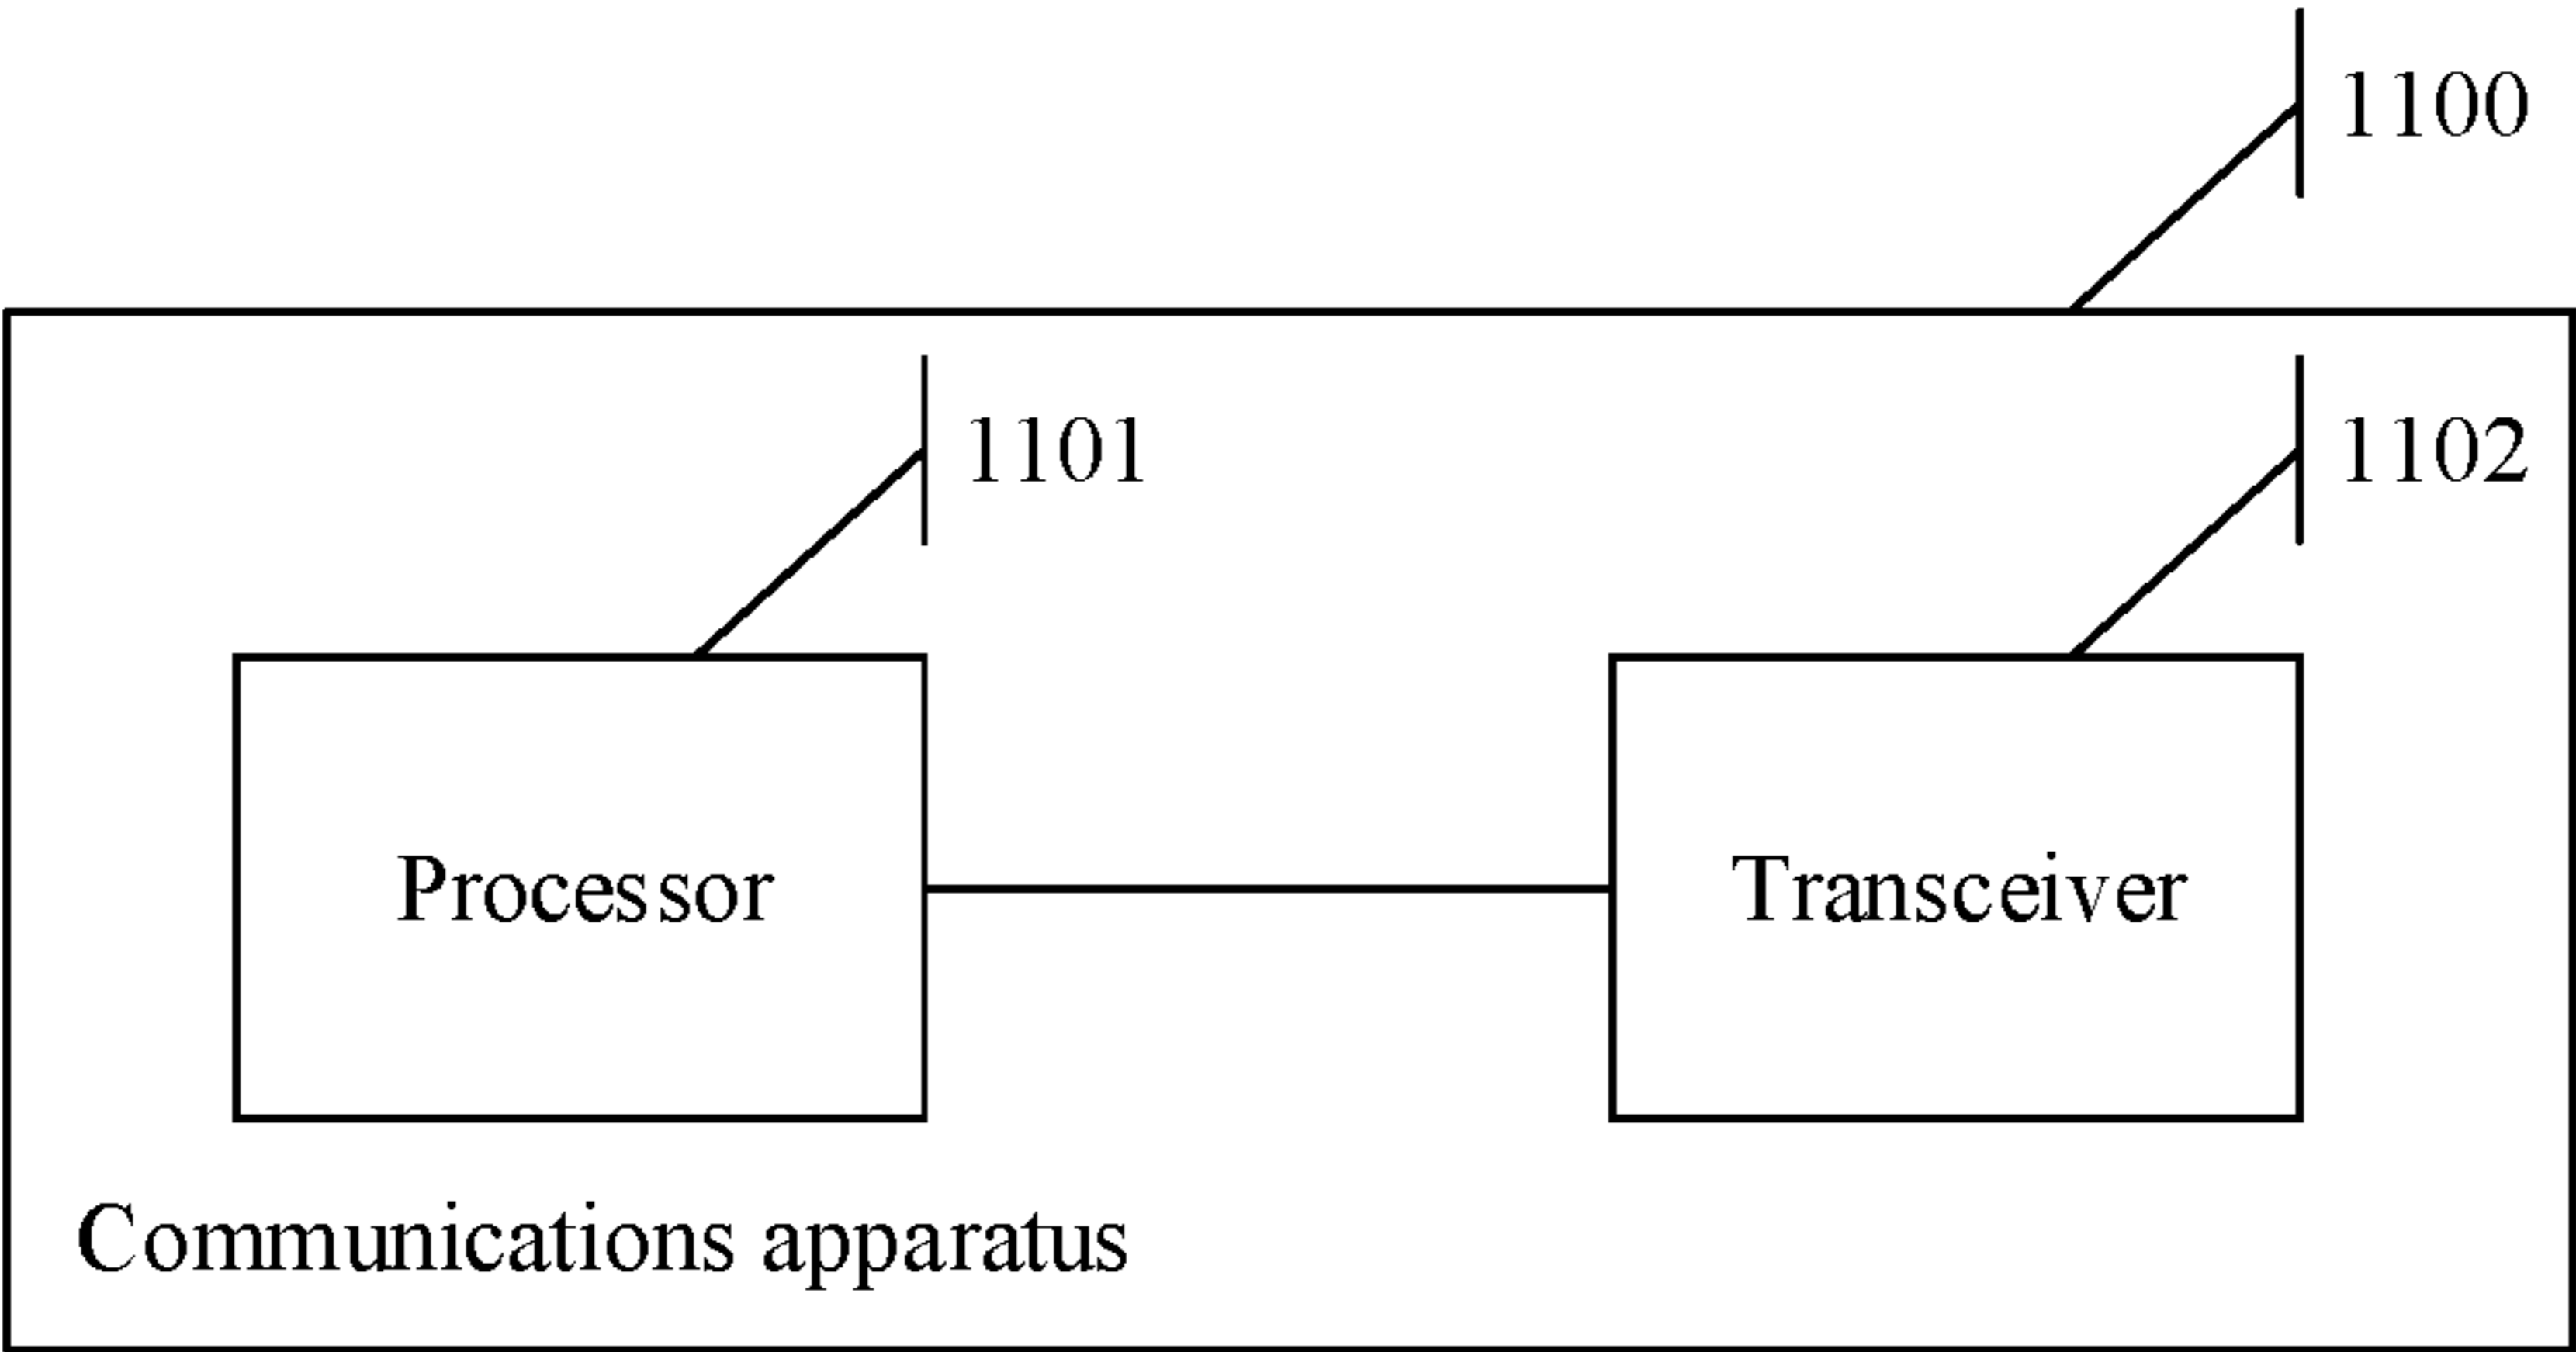 1100
1101
1102
Processor
Transceiver
Communications apparatus